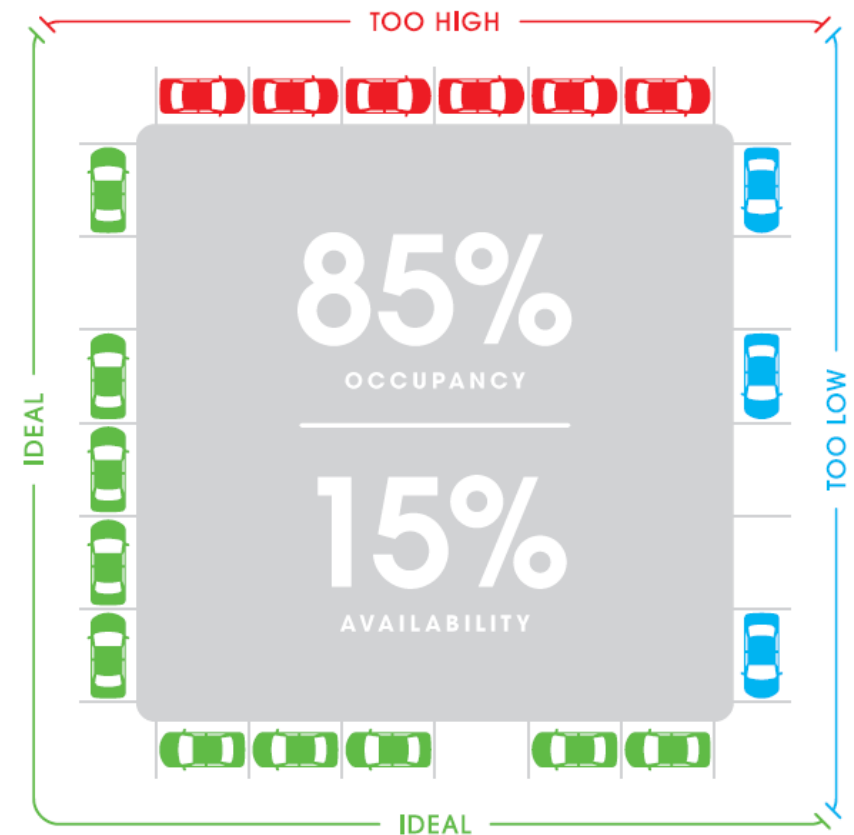 TOO HIGH
85%
OCCUPANCY
15%
AVAILABILITY
IDEAL
TOO LOW
IDEAL